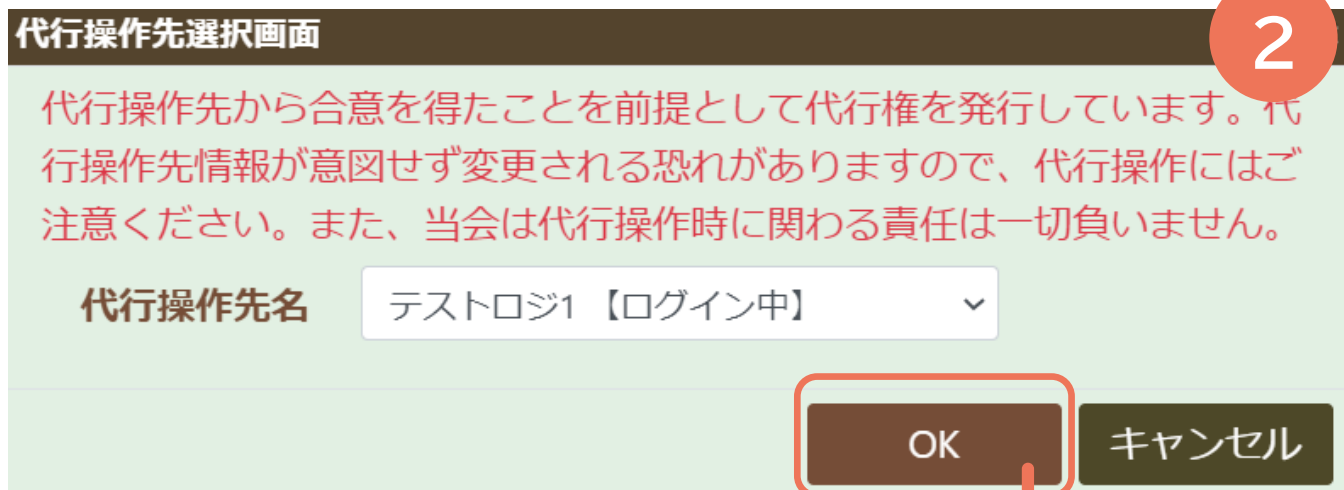 代行操作先選択画面
2
代行操作先から合意を得たことを前提として代行権を発行しています。代
行操作先情報が意図せず変更される恐れがありますので、代行操作にはご
注意ください。また、当会は代行操作時に関わる責任は一切負いません。
代行操作先名 テストロジ1 【ログイン中】
OK キャンセル